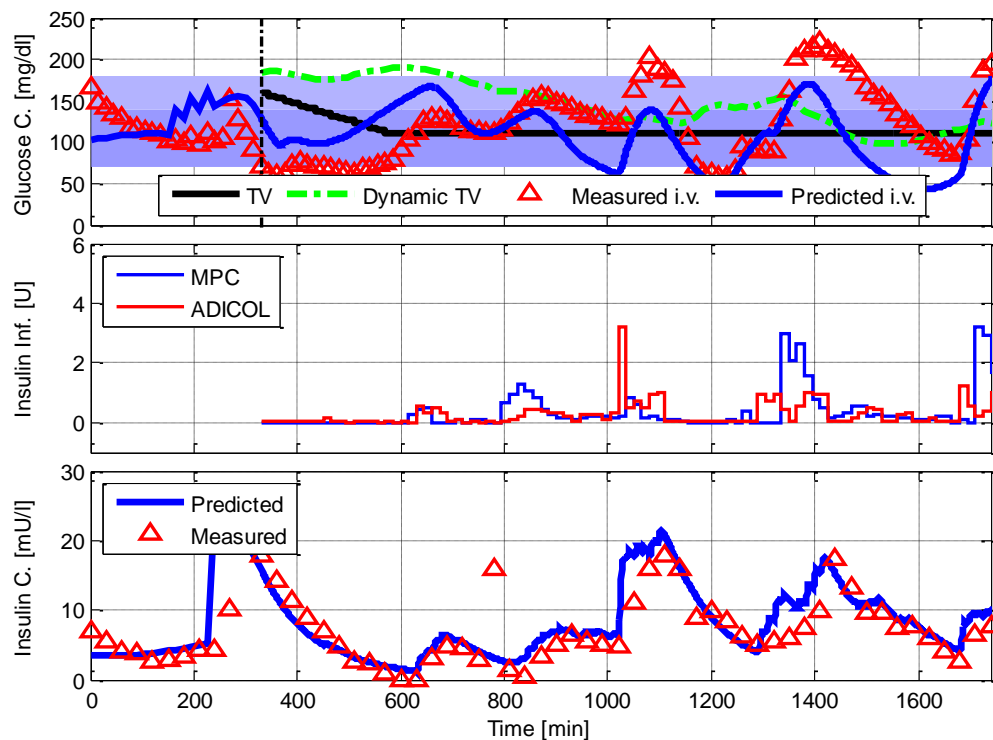 250
200
150
100
50
0
Glucose C. [mg/dl]
TV
Dynamic TV
Measured i.v.
Predicted i.v.
6
4
2
0
Insulin Inf. [U]
MPC
ADICOL
30
20
10
0
Insulin C. [mU/l]
Predicted
Measured
0 200 400 600 800 1000 1200 1400 1600
Time [min]